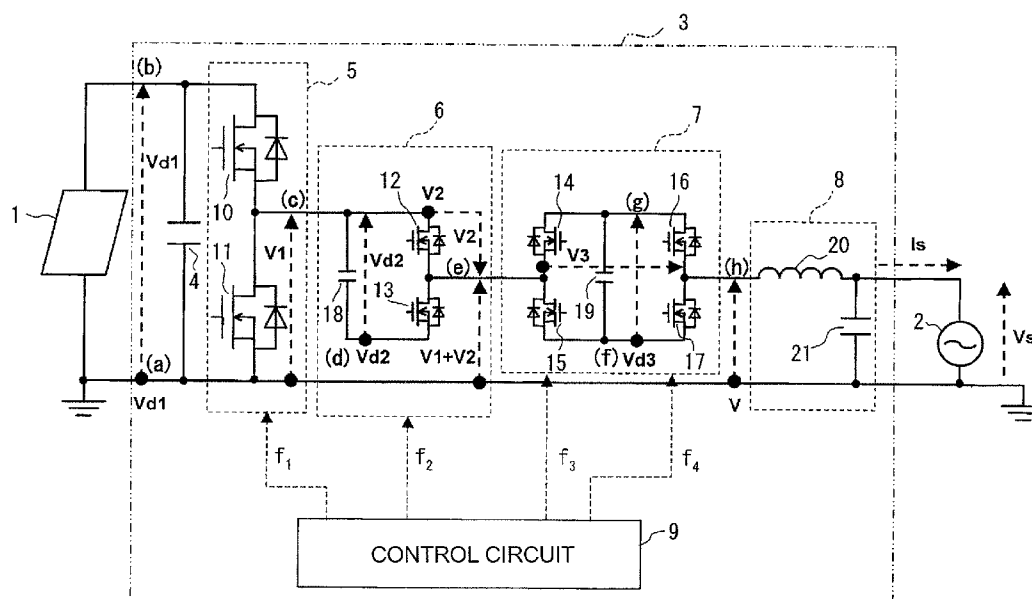 3
(b)
5
6
7
8
Vd1
1
10
4
(c)
12
V2
14
(g)
16
20
Is
11
V1
Vd2
V2
(e)
V3
(h)
18
13
19
2
Vs
(d)
Vd2
V1+V2
15
(f)
Vd3
17
21
(a)
Vd1
V
f1
f2
f3
f4
9
CONTROL CIRCUIT